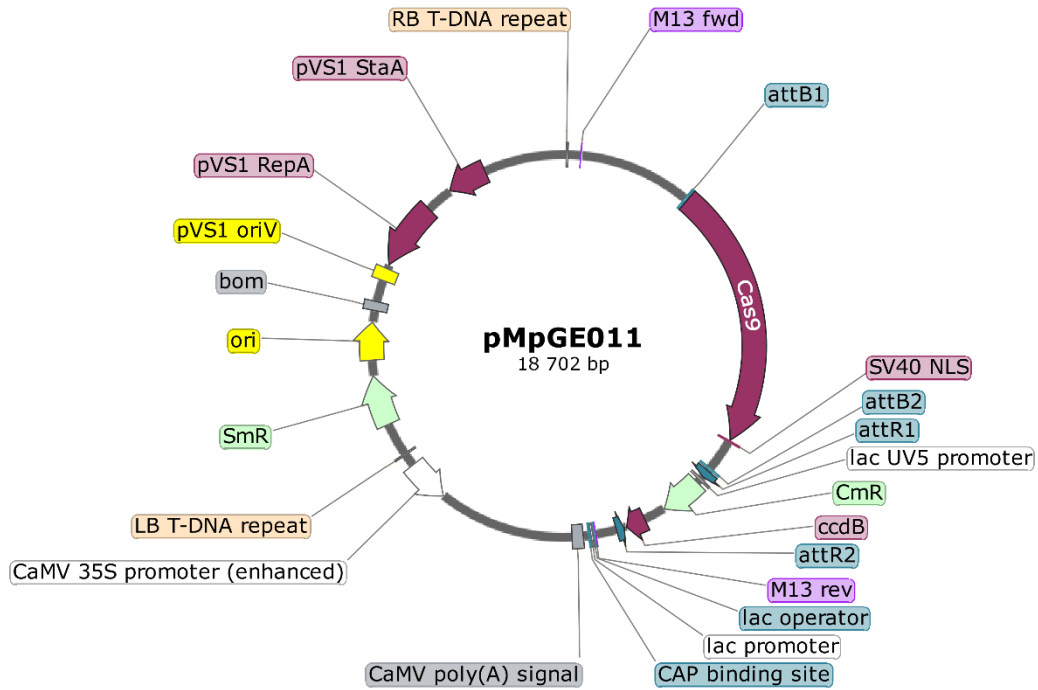 RB T-DNA repeat
M13 fwd
pVS1 StaA
attB1
pVS1 RepA
pVS1 oriV
bom
Cas9
pMpGE011
18 702 bp
ori
SV40 NLS
attB2
attR1
SmR
lac UV5 promoter
CmR
LB T-DNA repeat
ccdB
attR2
CaMV 35S promoter (enhanced)
M13 rev
lac operator
lac promoter
CaMV poly(A) signal
CAP binding site